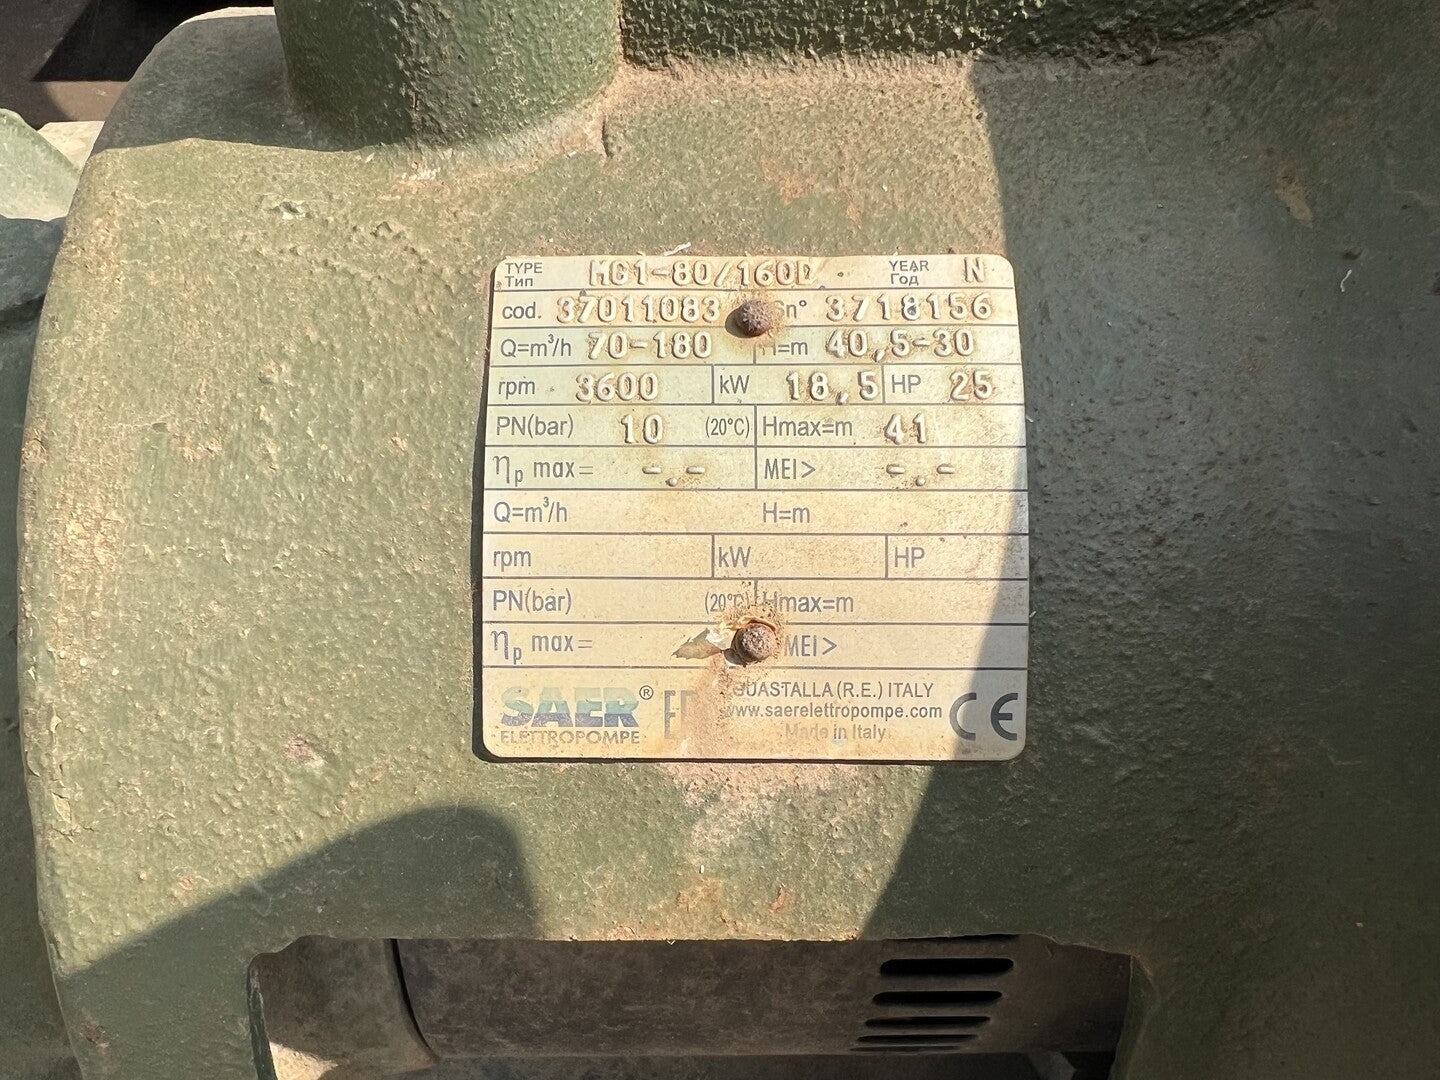 TYPE MG1-80/160D YEAR N
Тип Год
cod. 37011083 Sn° 3718156
Q=m³/h 70-180 H=m 40,5-30
rpm 3600 kW 18,5 HP 25
PN(bar) 10 (20°C) Hmax=m 41
ηp max= -.- MEI> -.-
Q=m³/h H=m
rpm kW HP
PN(bar) (20°C) Hmax=m
ηp max= MEI>
SAER® GUASTALLA (R.E.) ITALY
ELETTROPOMPE www.saerelettropompe.com CE
Made in Italy